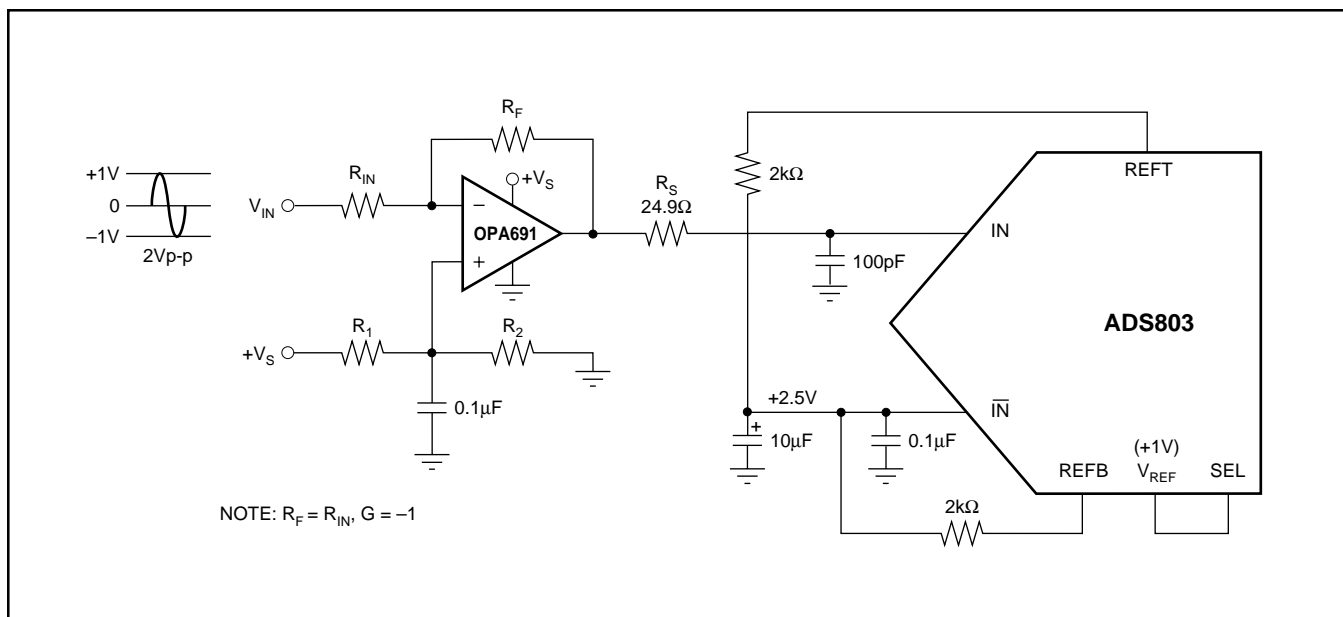 +1V
0
–1V
2Vp-p
V_IN
R_IN
R_F
+V_S
–
OPA691
+
+V_S
R_1
R_2
0.1µF
R_S
24.9Ω
2kΩ
100pF
REFT
IN
ADS803
+2.5V
+
10µF
0.1µF
IN̅
REFB
(+1V)
V_REF
SEL
2kΩ
NOTE: R_F = R_IN, G = –1